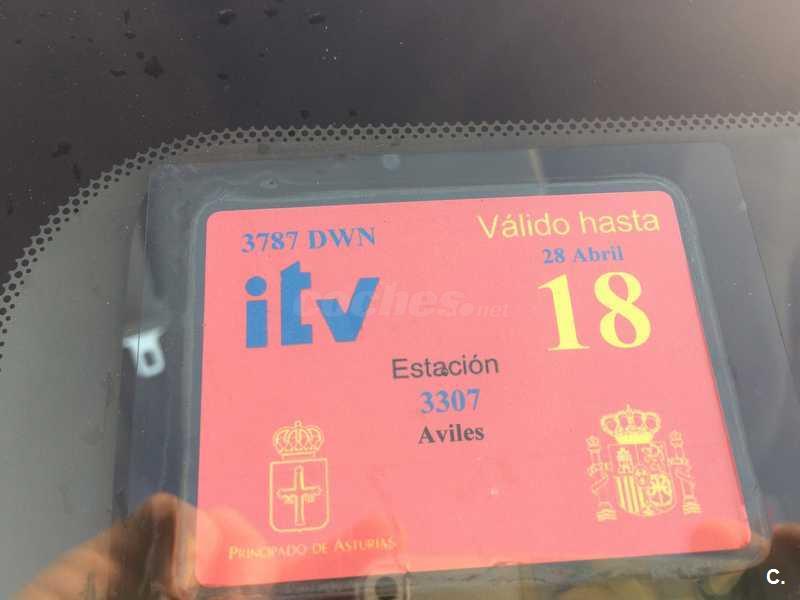 3787 DWN
Válido hasta
28 Abril
itv
18
coches.net
Estación
3307
Aviles
PRINCIPADO DE ASTURIAS
C.